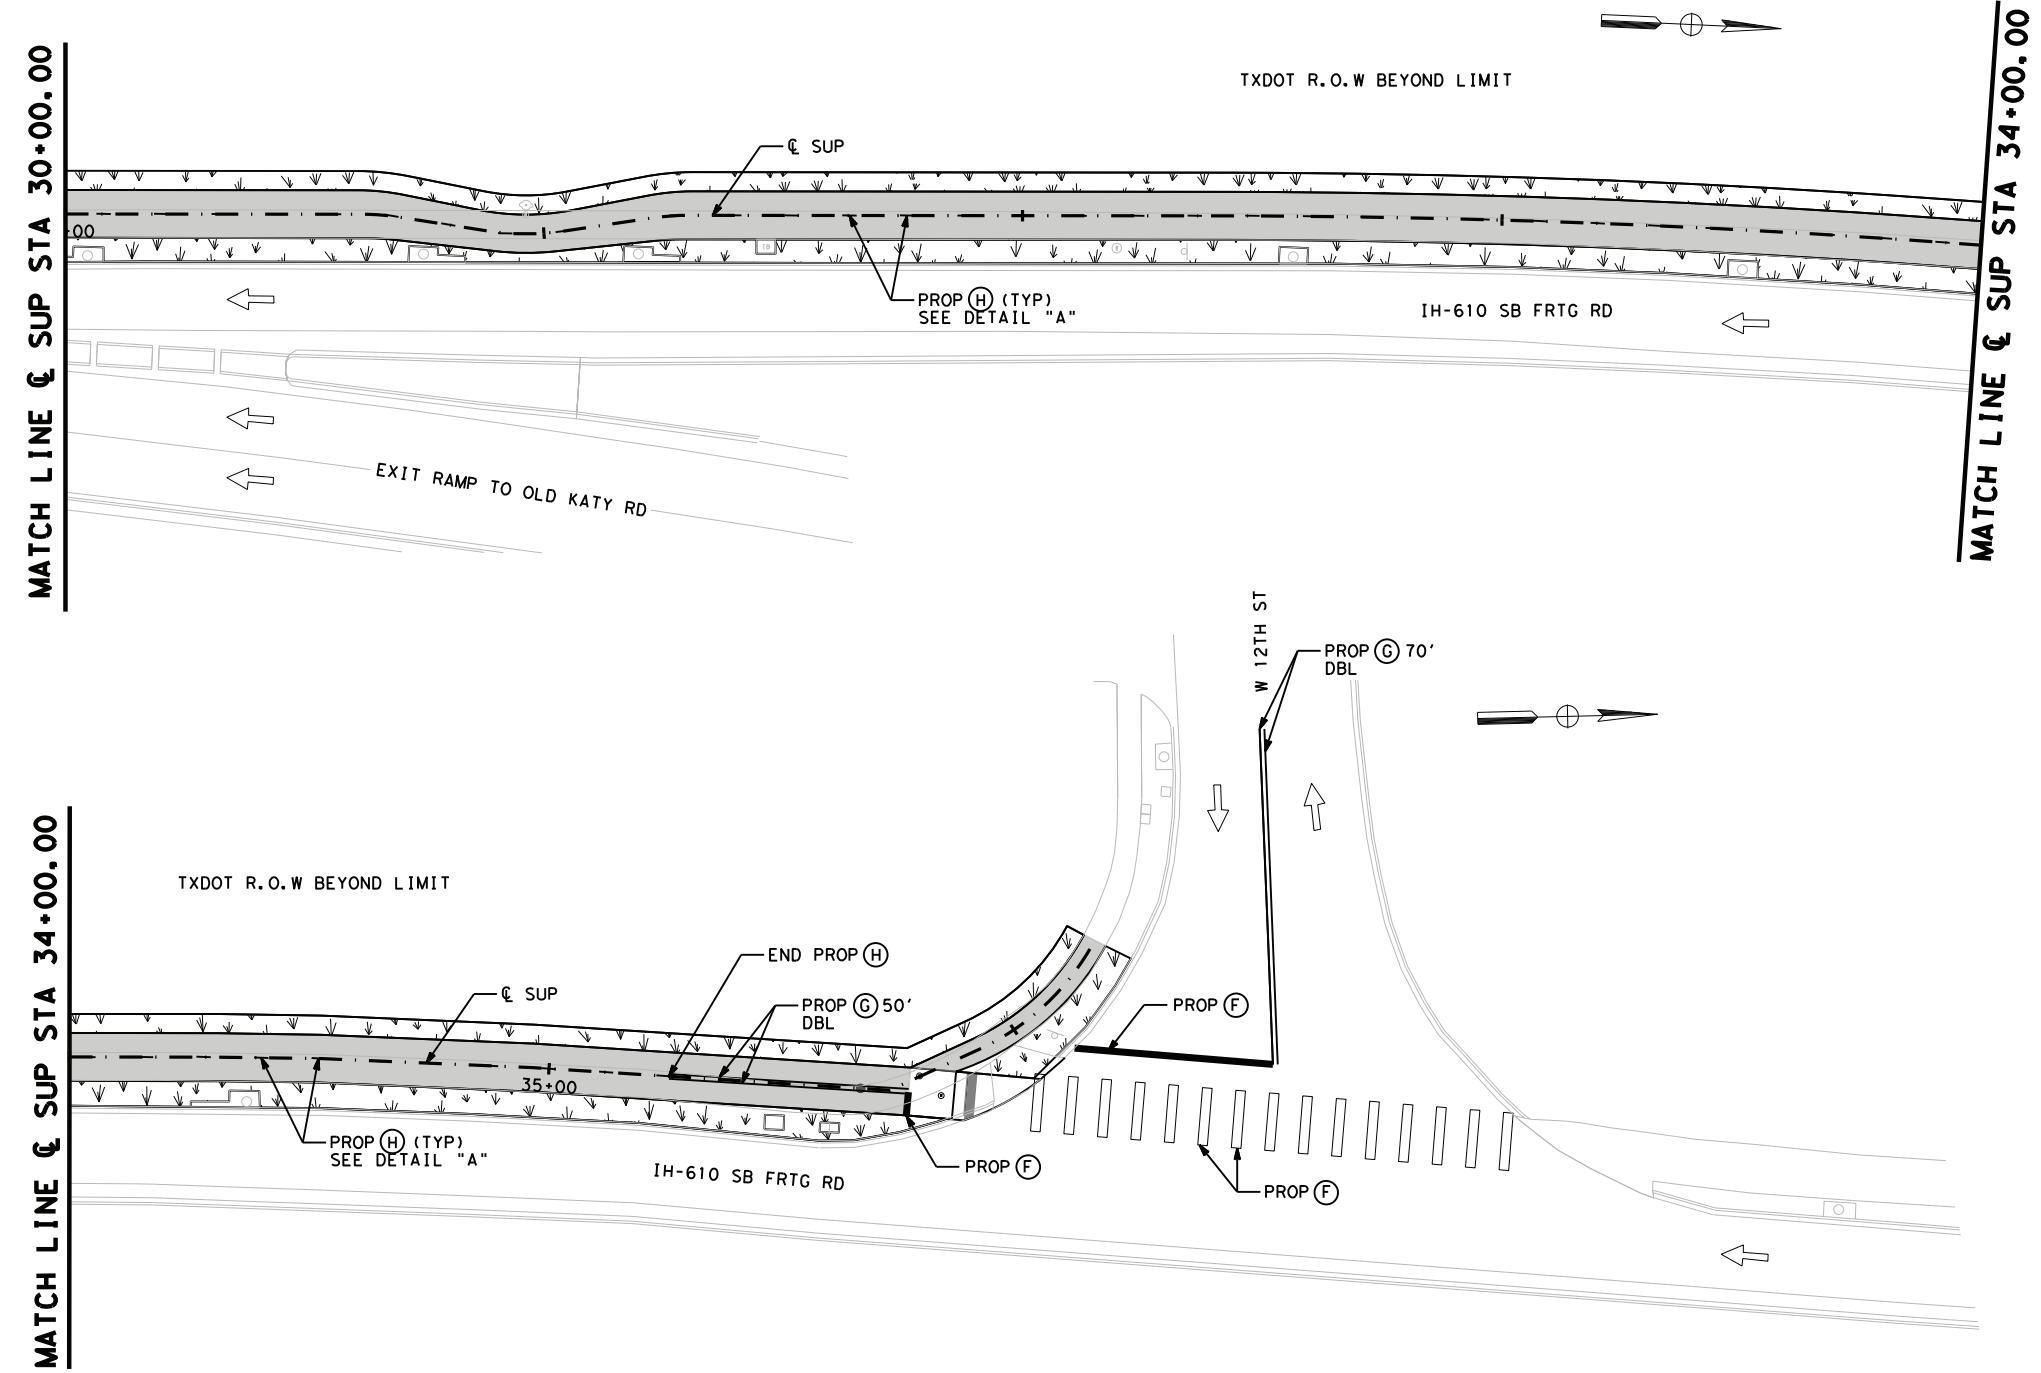 MATCH LINE ℄ SUP STA 30+00.00
TXDOT R.O.W BEYOND LIMIT
℄ SUP
+00
PROP H (TYP)
SEE DETAIL "A"
IH-610 SB FRTG RD
EXIT RAMP TO OLD KATY RD
MATCH LINE ℄ SUP STA 34+00.00
W 12TH ST
PROP G 70'
DBL
MATCH LINE ℄ SUP STA 34+00.00
TXDOT R.O.W BEYOND LIMIT
END PROP H
℄ SUP
PROP G 50'
DBL
PROP F
35+00
PROP H (TYP)
SEE DETAIL "A"
IH-610 SB FRTG RD
PROP F
PROP F